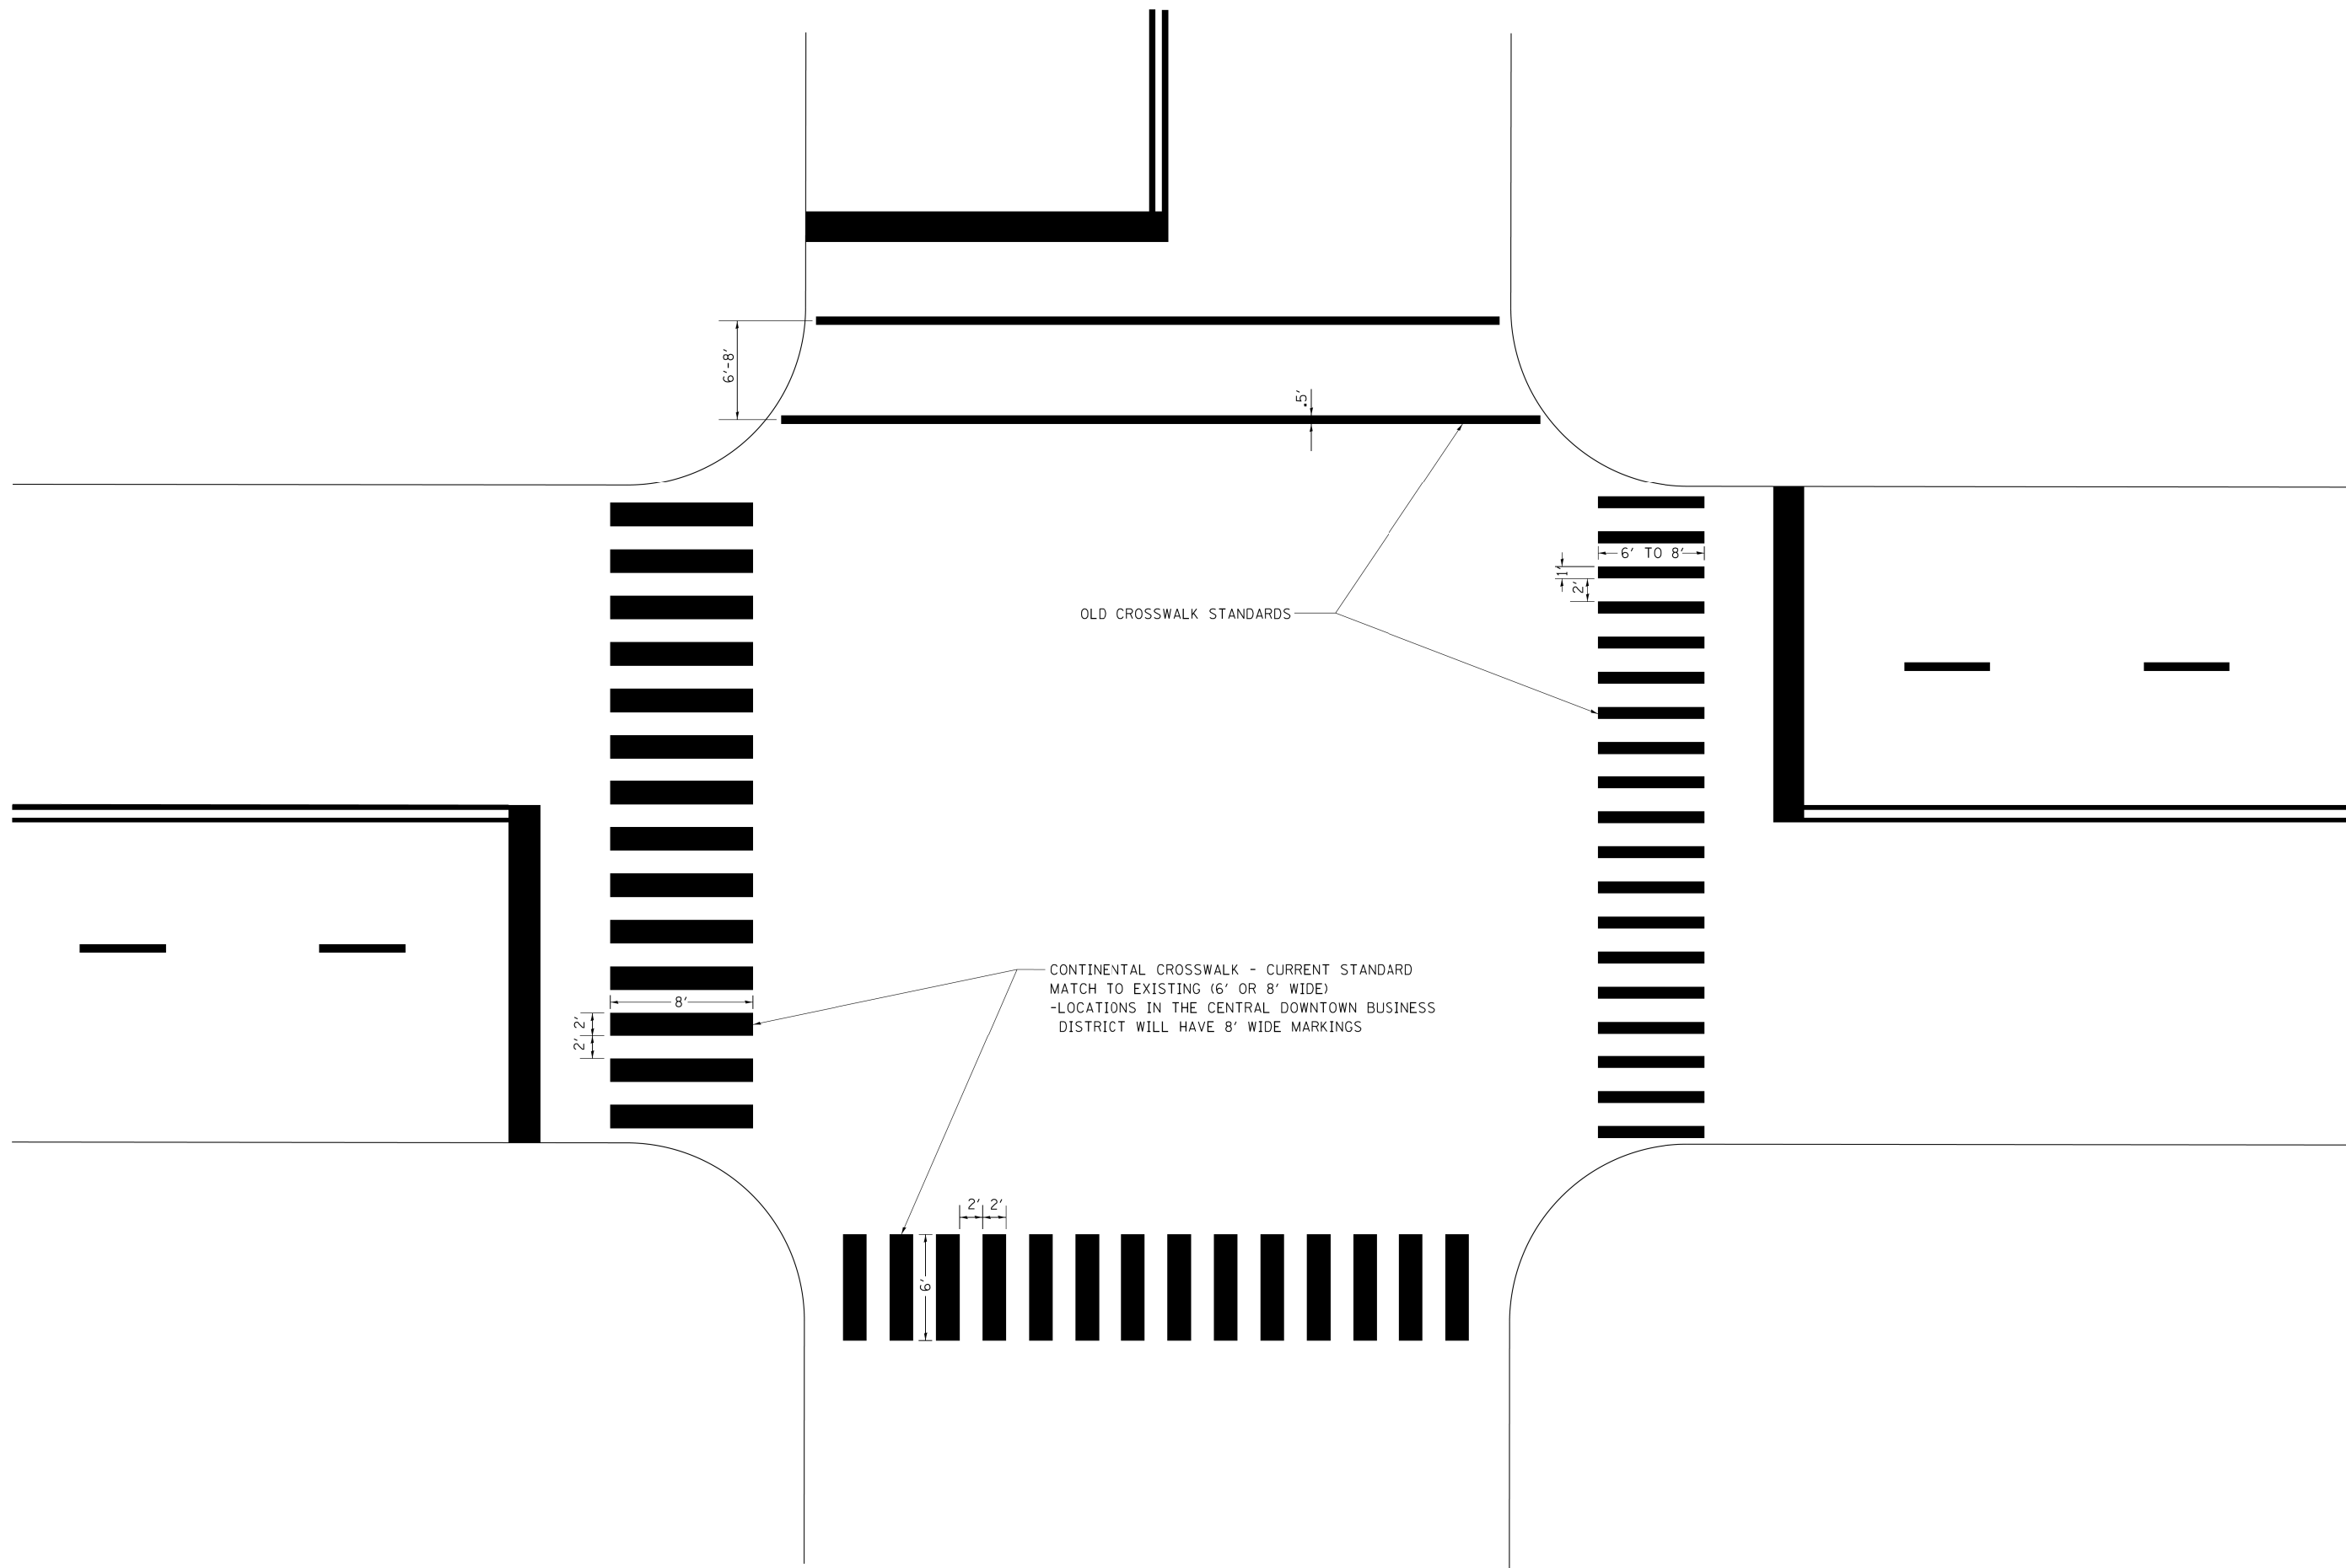 6'-8'
.5'
6' TO 8'
1'
2'
OLD CROSSWALK STANDARDS
CONTINENTAL CROSSWALK - CURRENT STANDARD
MATCH TO EXISTING (6' OR 8' WIDE)
-LOCATIONS IN THE CENTRAL DOWNTOWN BUSINESS
DISTRICT WILL HAVE 8' WIDE MARKINGS
8'
2'
2'
2' 2'
6'